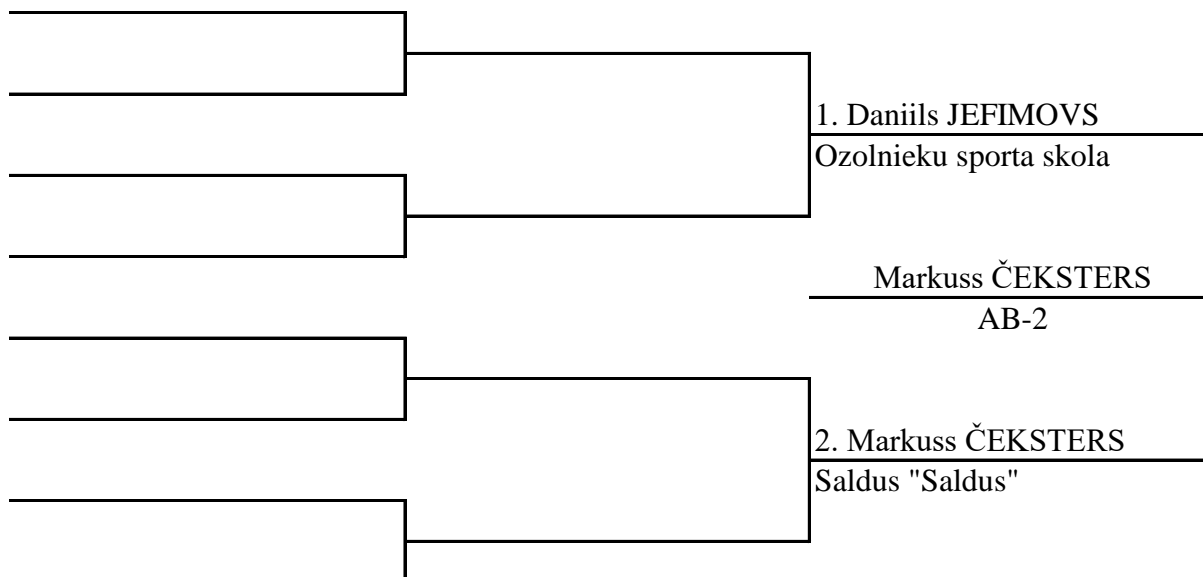 1. Daniils JEFIMOVS
Ozolnieku sporta skola
Markuss ČEKSTERS
AB-2
2. Markuss ČEKSTERS
Saldus "Saldus"